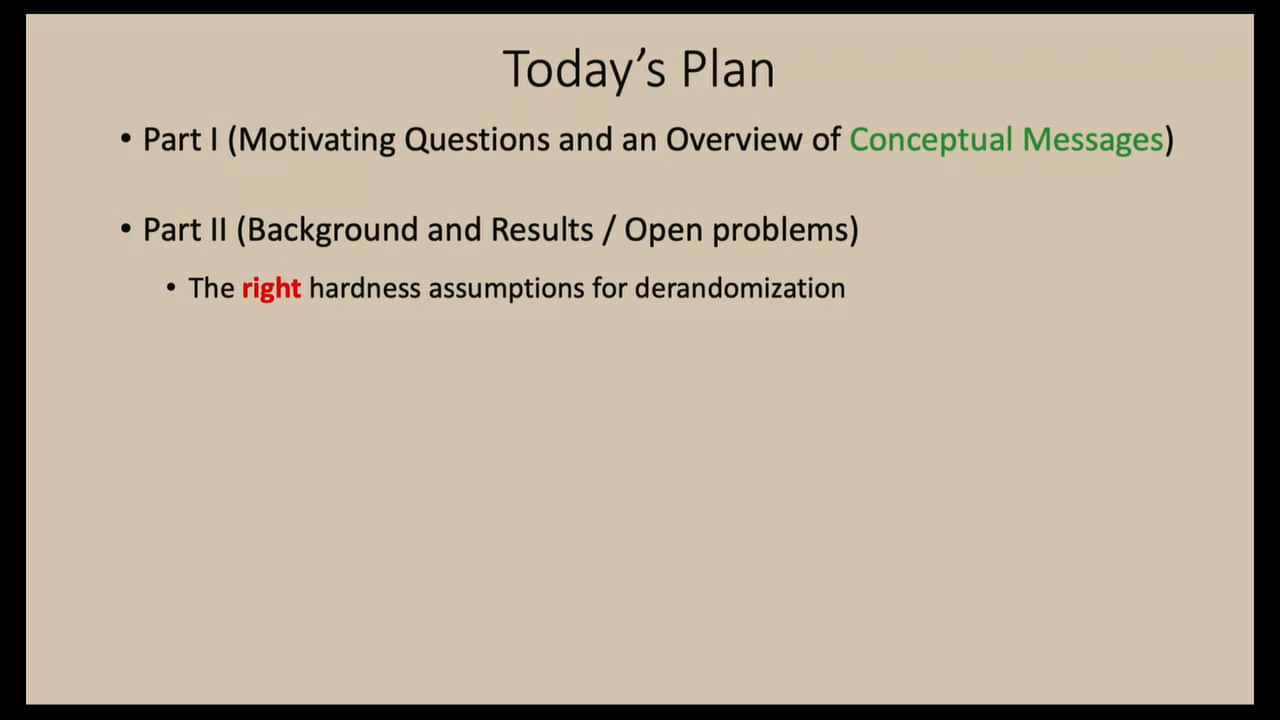 Today’s Plan
• Part I (Motivating Questions and an Overview of Conceptual Messages)
• Part II (Background and Results / Open problems)
• The right hardness assumptions for derandomization